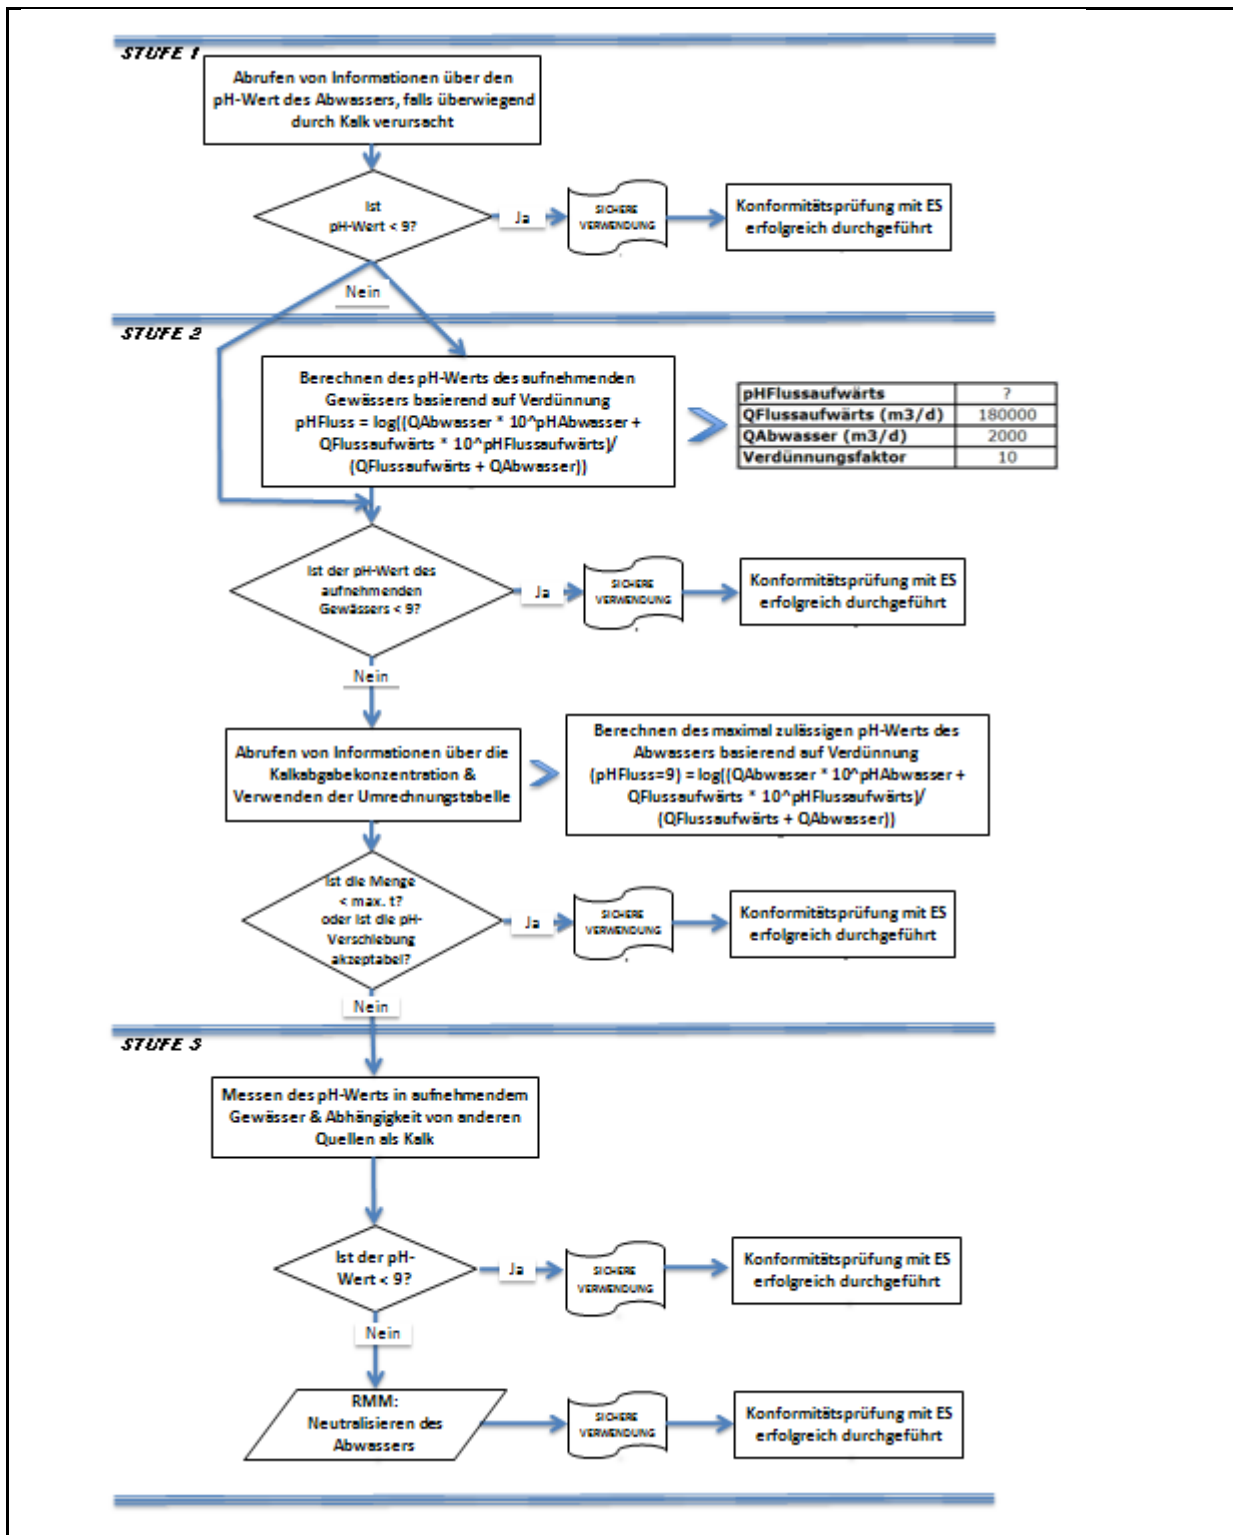 STUFE 1
Abrufen von Informationen über den
pH-Wert des Abwassers, falls überwiegend
durch Kalk verursacht
Ist
pH-Wert < 9?
Ja
SICHERE
VERWENDUNG
Konformitätsprüfung mit ES
erfolgreich durchgeführt
Nein
STUFE 2
Berechnen des pH-Werts des aufnehmenden
Gewässers basierend auf Verdünnung
pHFluss = log((QAbwasser * 10^pHAbwasser +
QFlussaufwärts * 10^pHFlussaufwärts)/
(QFlussaufwärts + QAbwasser))
pHFlussaufwärts ?
QFlussaufwärts (m3/d) 180000
QAbwasser (m3/d) 2000
Verdünnungsfaktor 10
Ist der pH-Wert des
aufnehmenden
Gewässers < 9?
Ja
SICHERE
VERWENDUNG
Konformitätsprüfung mit ES
erfolgreich durchgeführt
Nein
Abrufen von Informationen über die
Kalkabgabekonzentration &
Verwenden der Umrechnungstabelle
Berechnen des maximal zulässigen pH-Werts des
Abwassers basierend auf Verdünnung
(pHFluss=9) = log((QAbwasser * 10^pHAbwasser +
QFlussaufwärts * 10^pHFlussaufwärts)/
(QFlussaufwärts + QAbwasser))
Ist die Menge
< max. t?
oder ist die pH-
Verschiebung
akzeptabel?
Ja
SICHERE
VERWENDUNG
Konformitätsprüfung mit ES
erfolgreich durchgeführt
Nein
STUFE 3
Messen des pH-Werts in aufnehmendem
Gewässer & Abhängigkeit von anderen
Quellen als Kalk
Ist der pH-
Wert < 9?
Ja
SICHERE
VERWENDUNG
Konformitätsprüfung mit ES
erfolgreich durchgeführt
Nein
RMM:
Neutralisieren des
Abwassers
SICHERE
VERWENDUNG
Konformitätsprüfung mit ES
erfolgreich durchgeführt